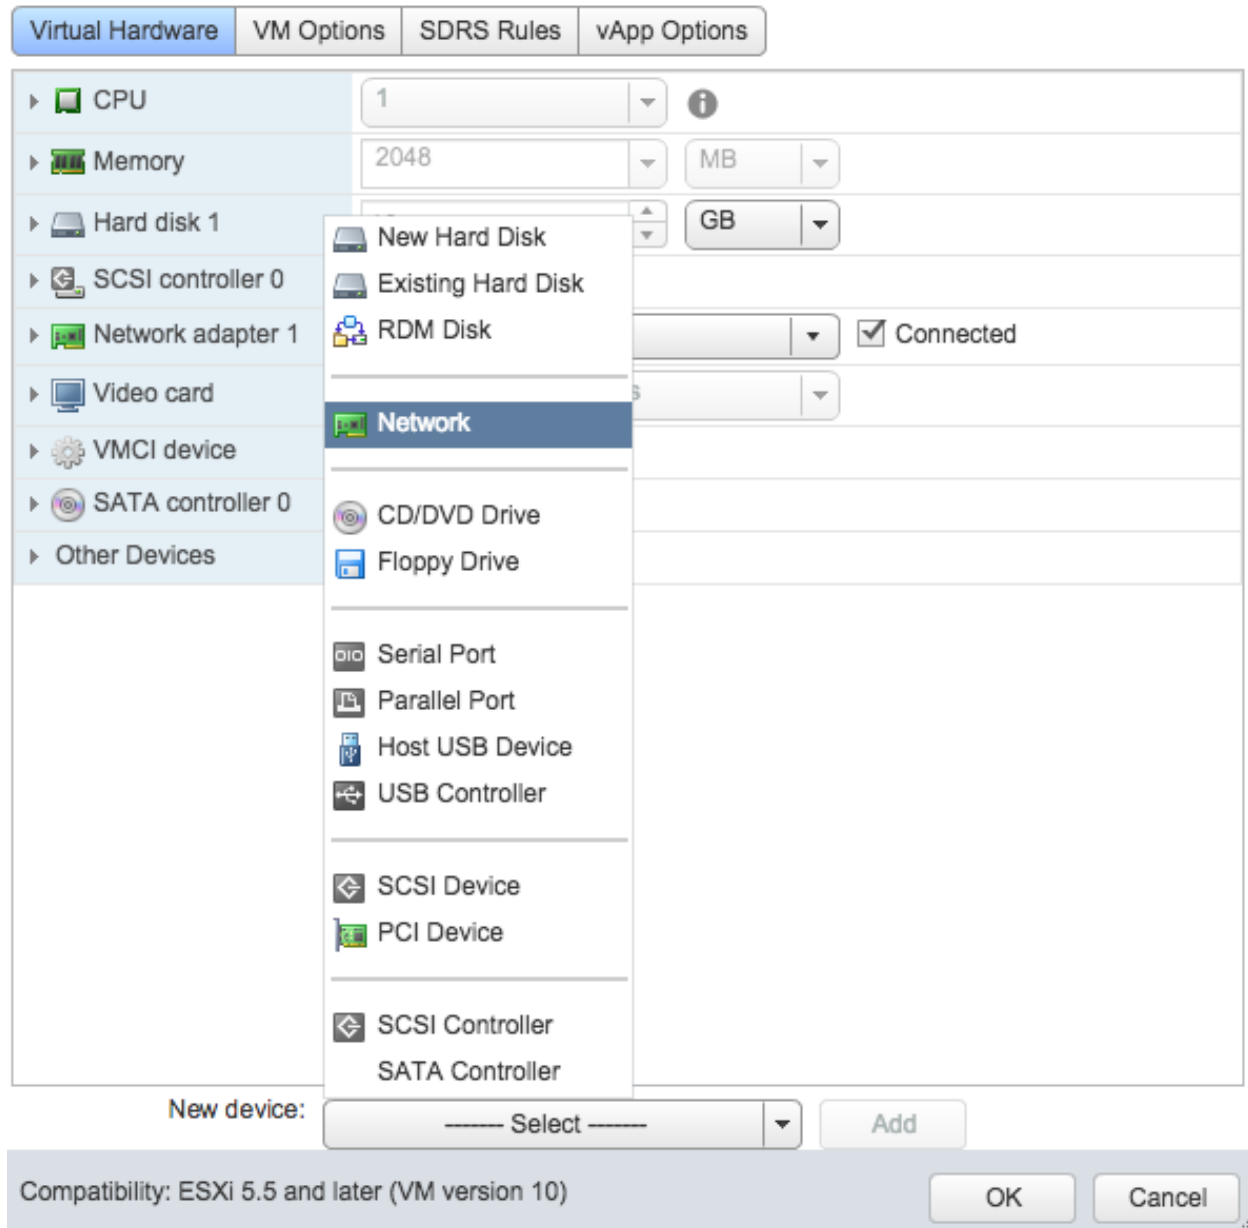 Virtual Hardware VM Options SDRS Rules vApp Options
CPU 1
Memory 2048 MB
Hard disk 1 GB
New Hard Disk
SCSI controller 0
Existing Hard Disk
Network adapter 1 RDM Disk Connected
Video card
Network
VMCI device
SATA controller 0
CD/DVD Drive
Other Devices
Floppy Drive
Serial Port
Parallel Port
Host USB Device
USB Controller
SCSI Device
PCI Device
SCSI Controller
SATA Controller
New device: ------- Select ------- Add
Compatibility: ESXi 5.5 and later (VM version 10) OK Cancel